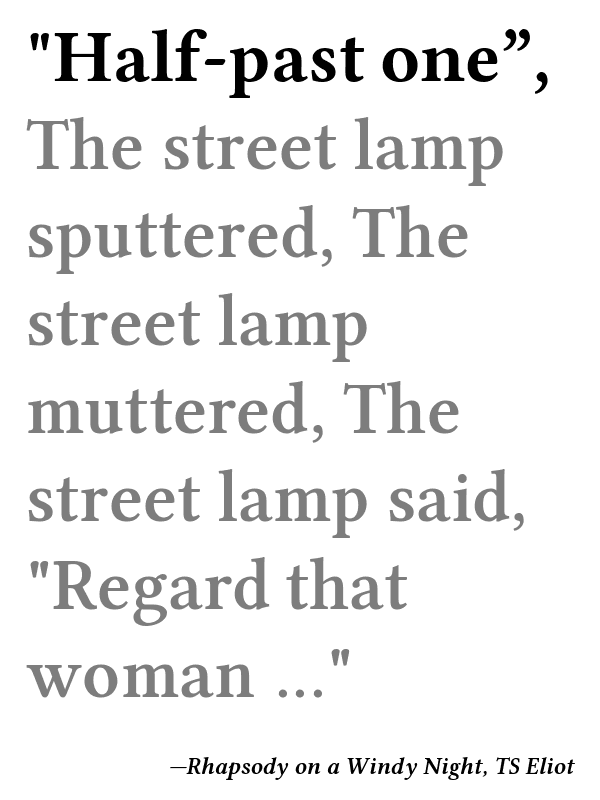 "Half-past one”,
The street lamp
sputtered, The
street lamp
muttered, The
street lamp said,
"Regard that
woman ..."
—Rhapsody on a Windy Night, TS Eliot